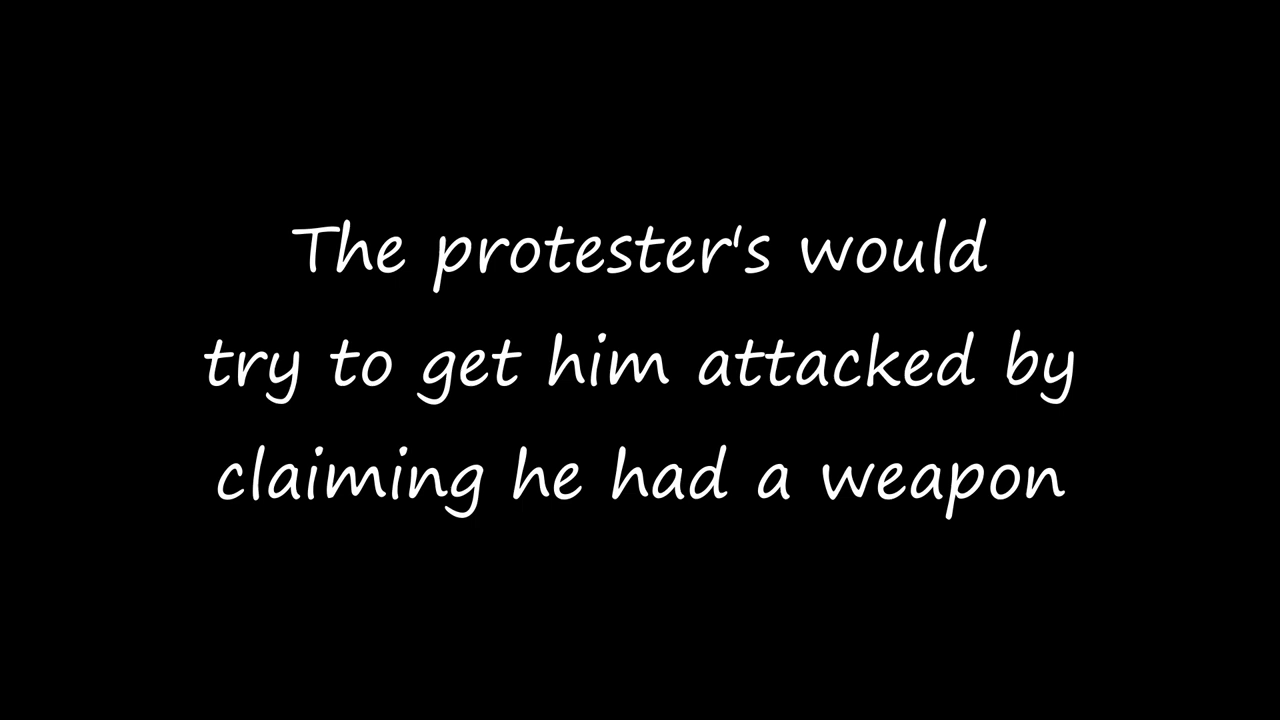 The protester's would
try to get him attacked by
claiming he had a weapon